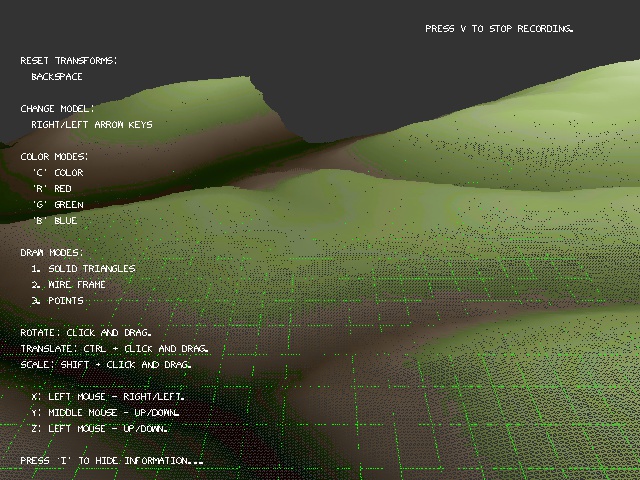 PRESS V TO STOP RECORDING.
RESET TRANSFORMS:
BACKSPACE
CHANGE MODEL:
RIGHT/LEFT ARROW KEYS
COLOR MODES:
'C' COLOR
'R' RED
'G' GREEN
'B' BLUE
DRAW MODES:
1. SOLID TRIANGLES
2. WIRE FRAME
3. POINTS
ROTATE: CLICK AND DRAG.
TRANSLATE: CTRL + CLICK AND DRAG.
SCALE: SHIFT + CLICK AND DRAG.
X: LEFT MOUSE - RIGHT/LEFT.
Y: MIDDLE MOUSE - UP/DOWN.
Z: LEFT MOUSE - UP/DOWN.
PRESS 'I' TO HIDE INFORMATION...